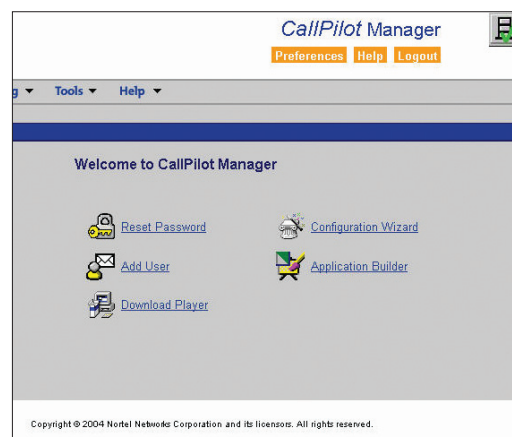 CallPilot Manager
Preferences Help Logout
g Tools Help
Welcome to CallPilot Manager
Reset Password Configuration Wizard
Add User Application Builder
Download Player
Copyright © 2004 Nortel Networks Corporation and its licensors. All rights reserved.